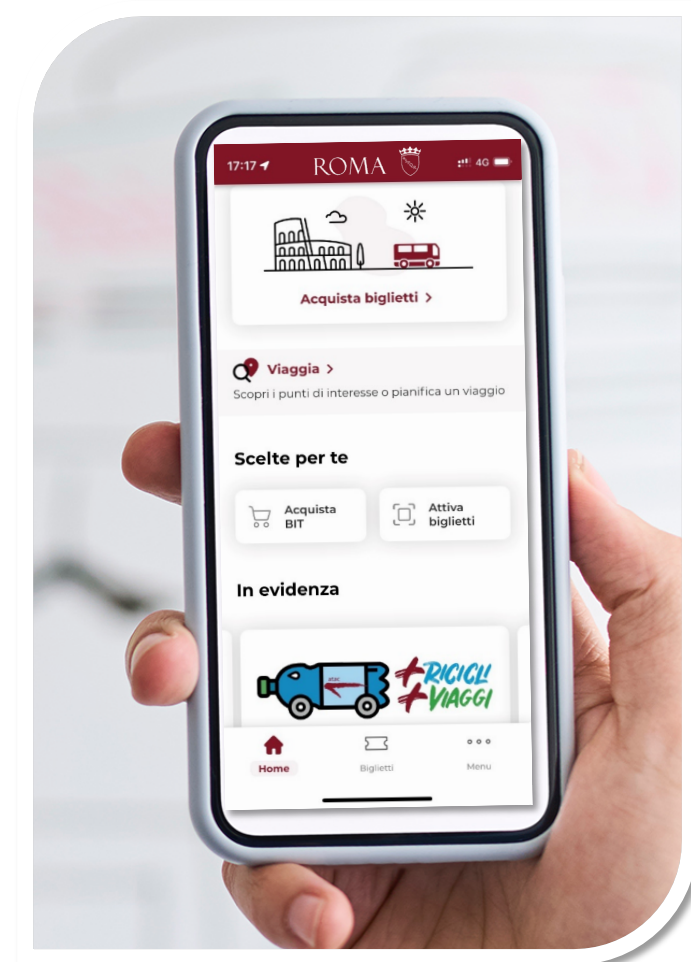 17:17
ROMA
4G
Acquista biglietti >
Viaggia >
Scopri i punti di interesse o pianifica un viaggio
Scelte per te
Acquista
BIT
Attiva
biglietti
In evidenza
atac
+RICICLI
+VIAGGI
Home
Biglietti
Menu